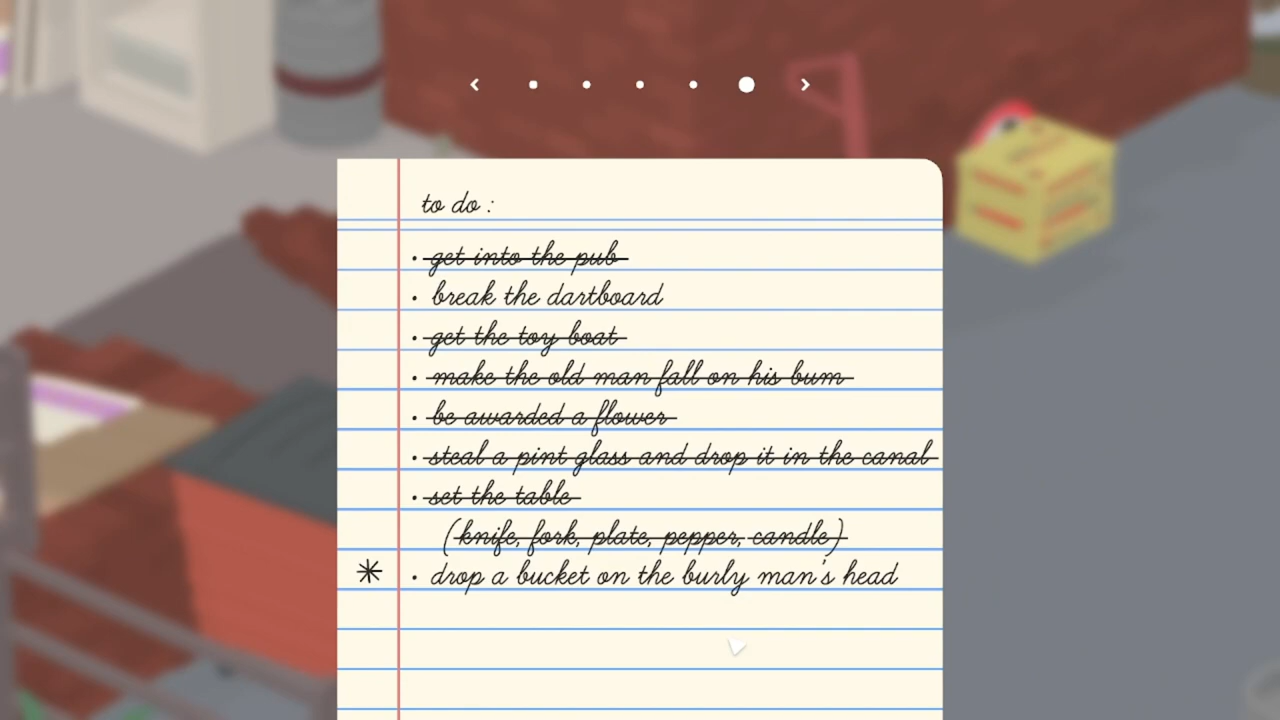 to do :
• get into the pub
• break the dartboard
• get the toy boat
• make the old man fall on his bum
• be awarded a flower
• steal a pint glass and drop it in the canal
• set the table
(knife, fork, plate, pepper, candle)
* • drop a bucket on the burly man's head